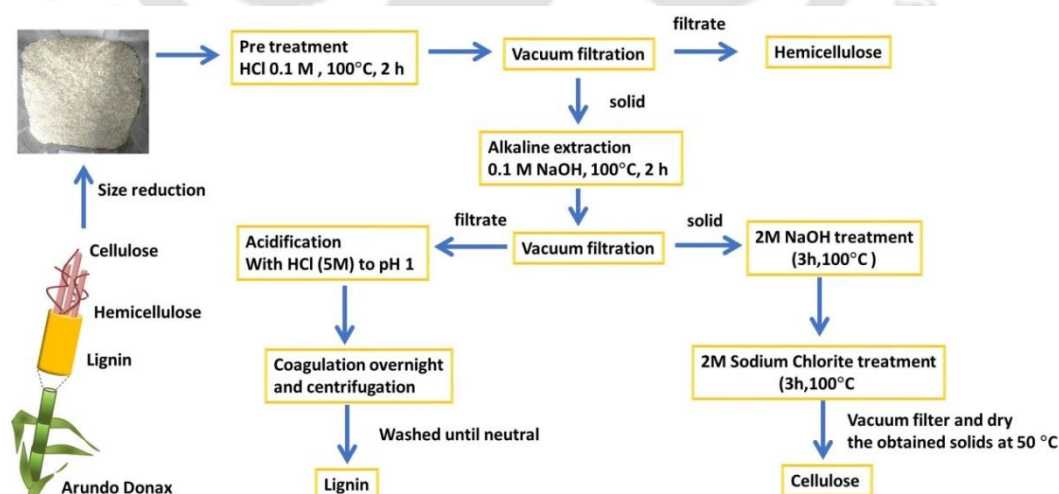 Pre treatment
HCl 0.1 M , 100°C, 2 h
Vacuum filtration
filtrate
Hemicellulose
solid
Alkaline extraction
0.1 M NaOH, 100°C, 2 h
Size reduction
filtrate
solid
Acidification
With HCl (5M) to pH 1
Vacuum filtration
2M NaOH treatment
(3h,100°C )
Cellulose
Hemicellulose
Lignin
Coagulation overnight
and centrifugation
2M Sodium Chlorite treatment
(3h,100°C
Washed until neutral
Vacuum filter and dry
the obtained solids at 50 °C
Arundo Donax
Lignin
Cellulose